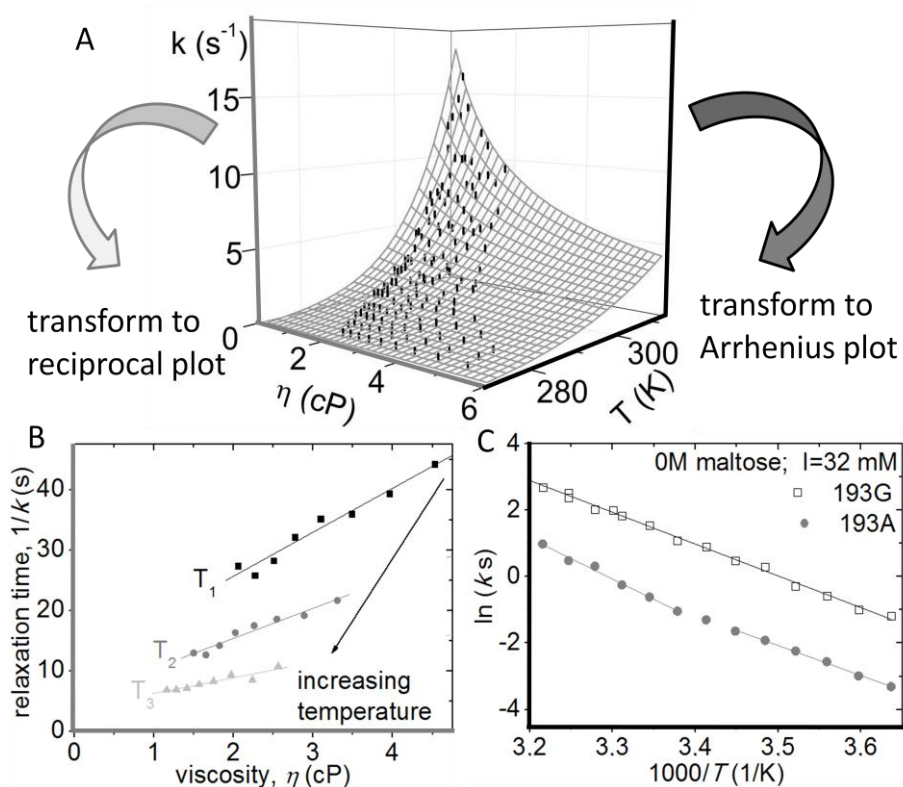 A
k (s⁻¹)
15
10
5
0
2
4
6
η (cP)
280
300
T (K)
transform to
reciprocal plot
transform to
Arrhenius plot
B
relaxation time, 1/k (s)
40
30
20
10
0
T₁
T₂
T₃
increasing
temperature
0 1 2 3 4
viscosity, η (cP)
C
ln (k s)
4
2
0
-2
-4
0M maltose; I=32 mM
193G
193A
3.2 3.3 3.4 3.5 3.6
1000/T (1/K)